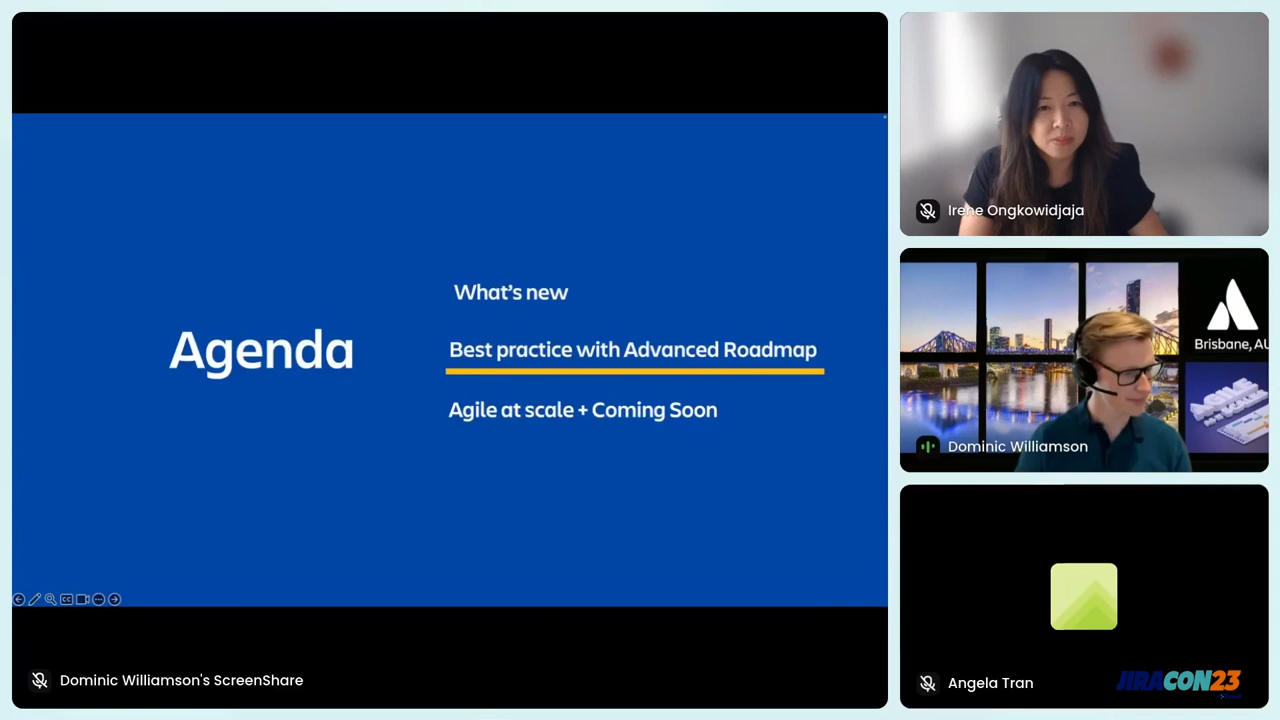 Agenda
What's new
Best practice with Advanced Roadmap
Agile at scale + Coming Soon
Dominic Williamson's ScreenShare
Irene Ongkowidjaja
Brisbane, AU
Dominic Williamson
Angela Tran
JIRACON23